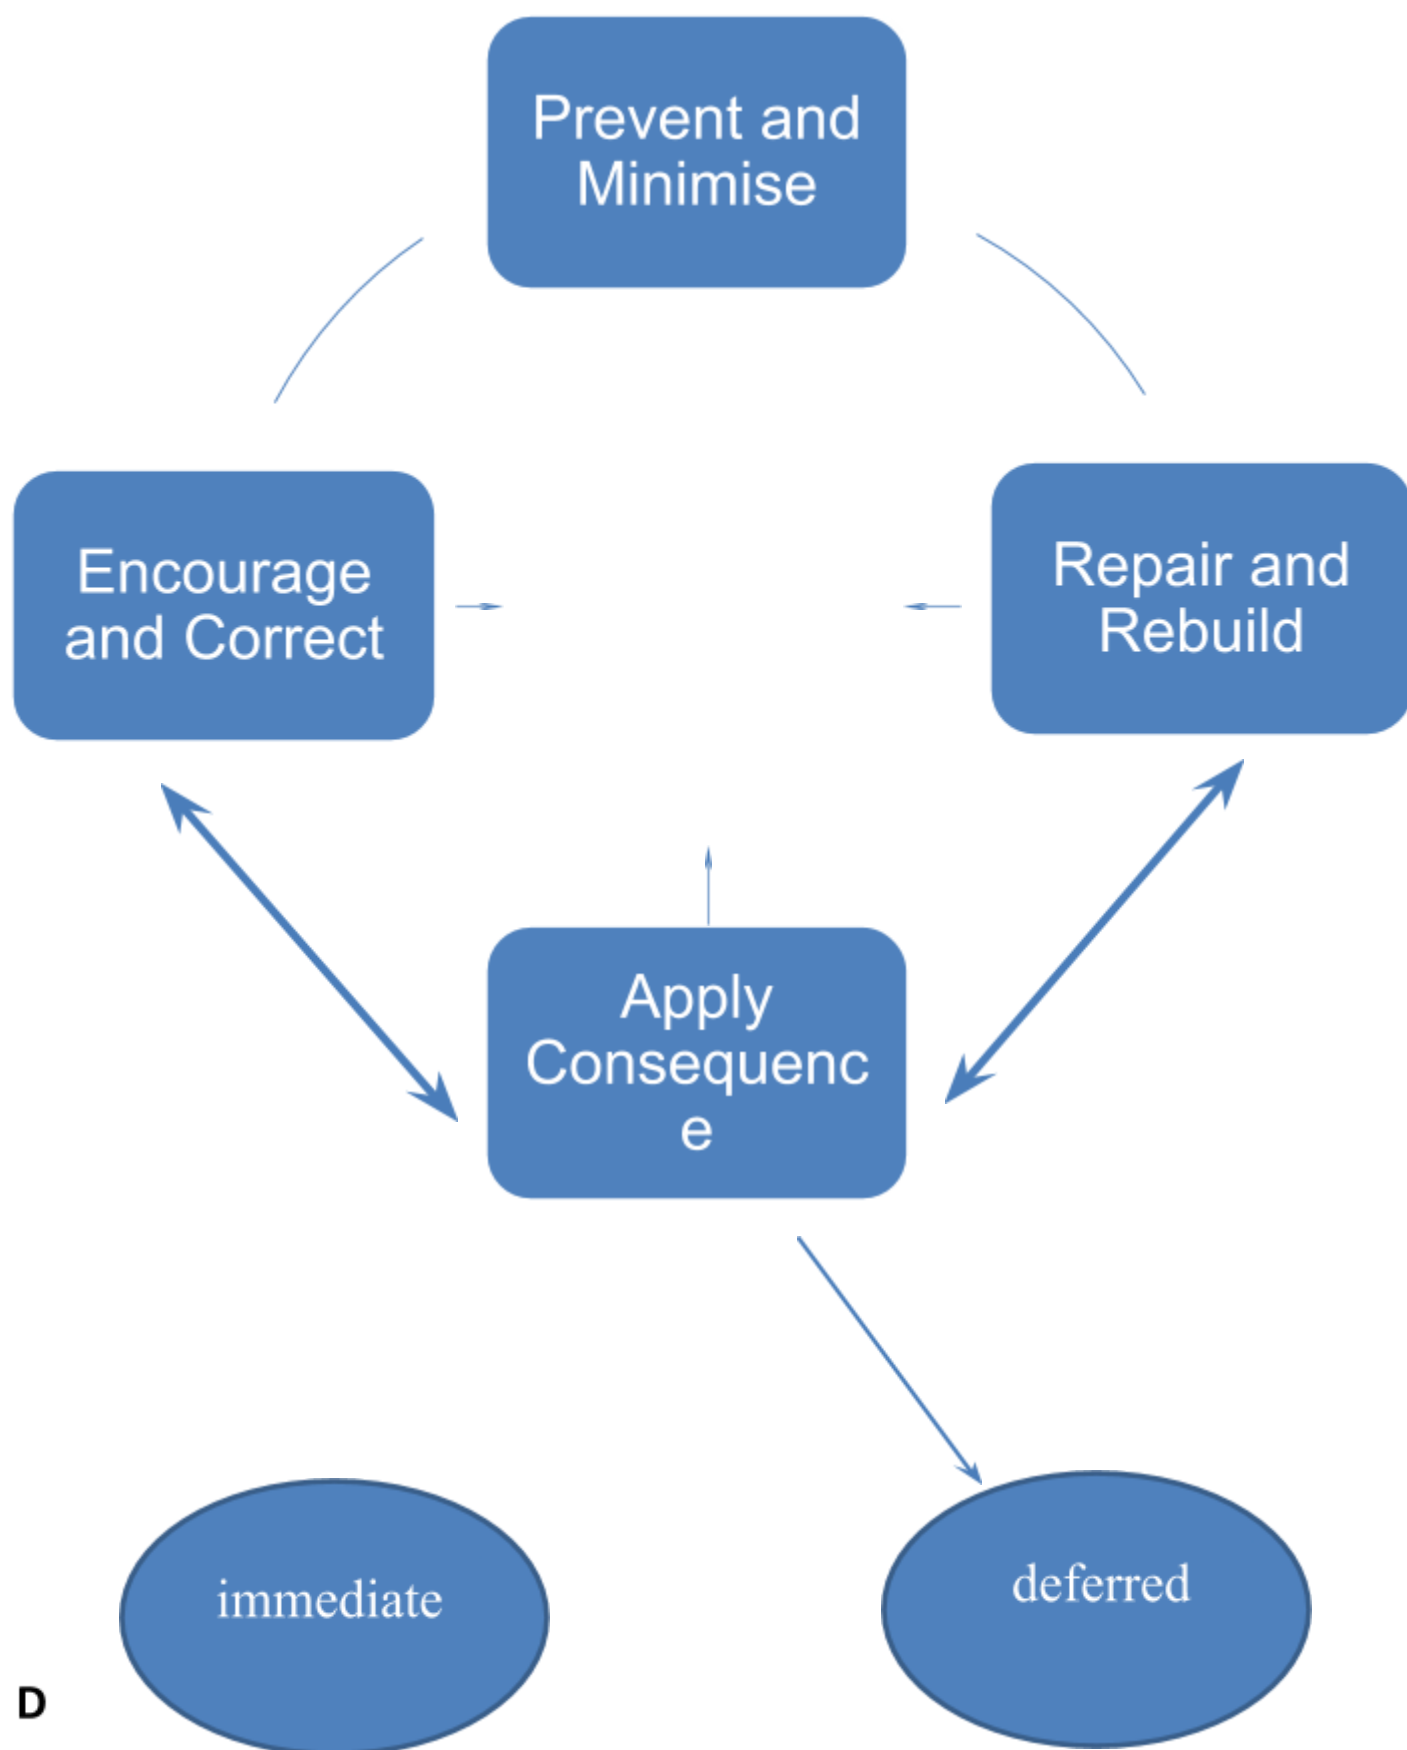 Prevent and
Minimise
Encourage
and Correct
Repair and
Rebuild
Apply
Consequenc
e
immediate
deferred
D